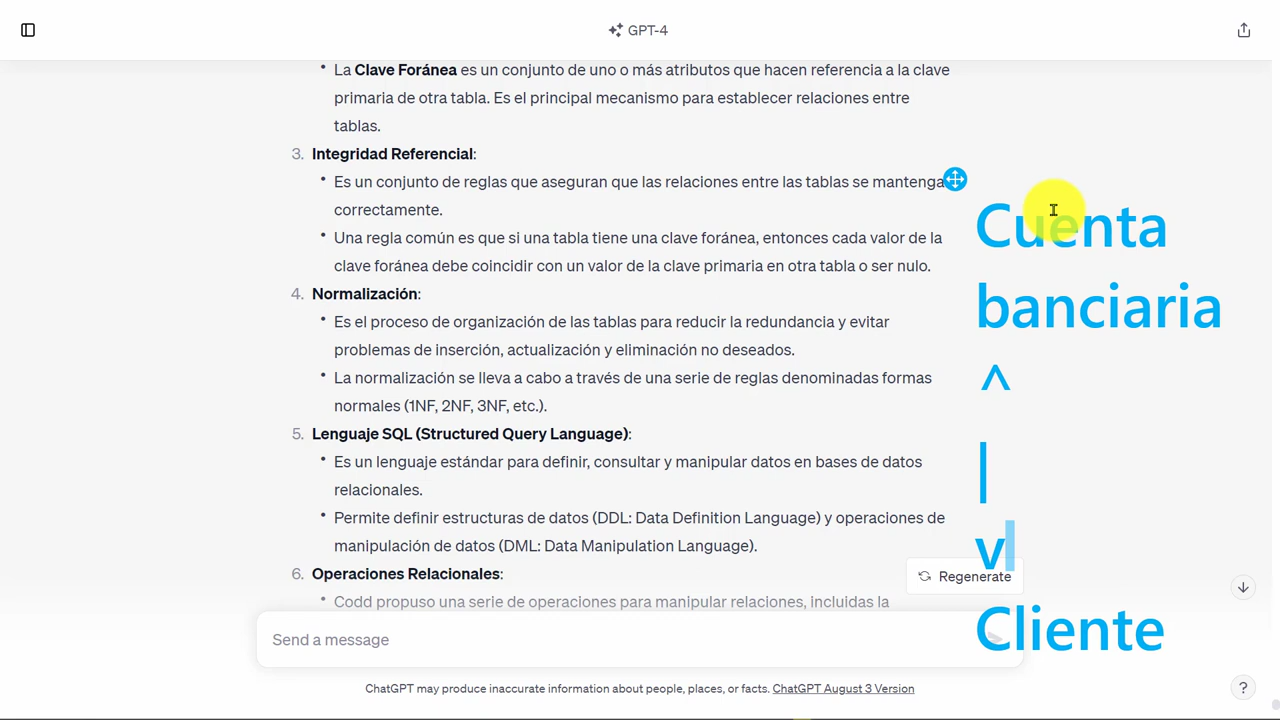 GPT-4
La Clave Foránea es un conjunto de uno o más atributos que hacen referencia a la clave
primaria de otra tabla. Es el principal mecanismo para establecer relaciones entre
tablas.
3. Integridad Referencial:
Es un conjunto de reglas que aseguran que las relaciones entre las tablas se mantenga
correctamente.
Una regla común es que si una tabla tiene una clave foránea, entonces cada valor de la
clave foránea debe coincidir con un valor de la clave primaria en otra tabla o ser nulo.
4. Normalización:
Es el proceso de organización de las tablas para reducir la redundancia y evitar
problemas de inserción, actualización y eliminación no deseados.
La normalización se lleva a cabo a través de una serie de reglas denominadas formas
normales (1NF, 2NF, 3NF, etc.).
5. Lenguaje SQL (Structured Query Language):
Es un lenguaje estándar para definir, consultar y manipular datos en bases de datos
relacionales.
Permite definir estructuras de datos (DDL: Data Definition Language) y operaciones de
manipulación de datos (DML: Data Manipulation Language).
6. Operaciones Relacionales:
Codd propuso una serie de operaciones para manipular relaciones, incluidas la
Cuenta
banciaria
^
|
v
Cliente
Regenerate
Send a message
ChatGPT may produce inaccurate information about people, places, or facts. ChatGPT August 3 Version
?